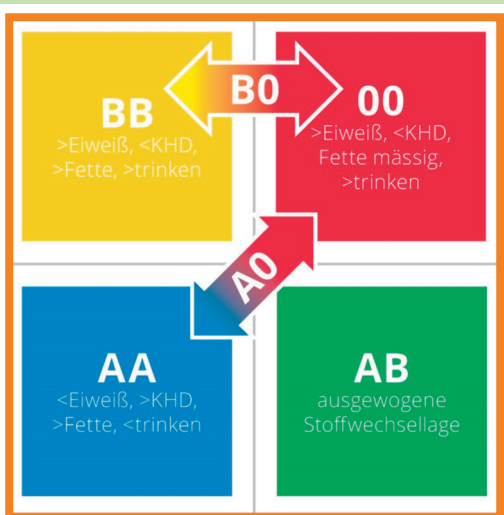 BB
>Eiweiß, <KHD,
>Fette, >trinken
B0
00
>Eiweiß, <KHD,
Fette mässig,
>trinken
A0
AA
<Eiweiß, >KHD,
>Fette, <trinken
AB
ausgewogene
Stoffwechsellage